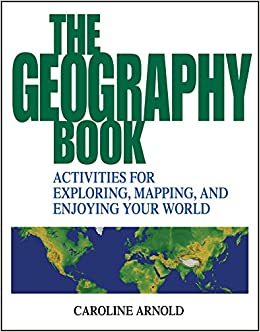 THE
GEOGRAPHY
BOOK
ACTIVITIES FOR
EXPLORING, MAPPING, AND
ENJOYING YOUR WORLD
CAROLINE ARNOLD